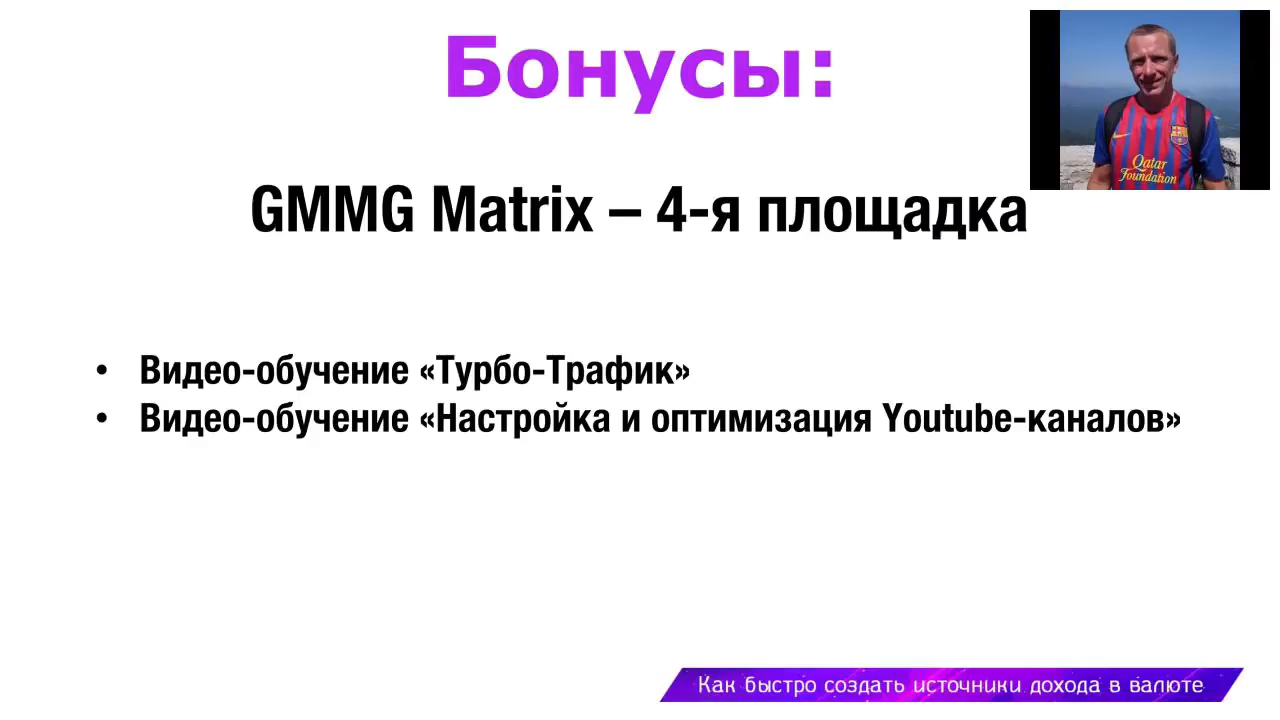 Бонусы:
GMMG Matrix – 4-я площадка
• Видео-обучение «Турбо-Трафик»
• Видео-обучение «Настройка и оптимизация Youtube-каналов»
Qatar
Foundation
Как быстро создать источники дохода в валюте